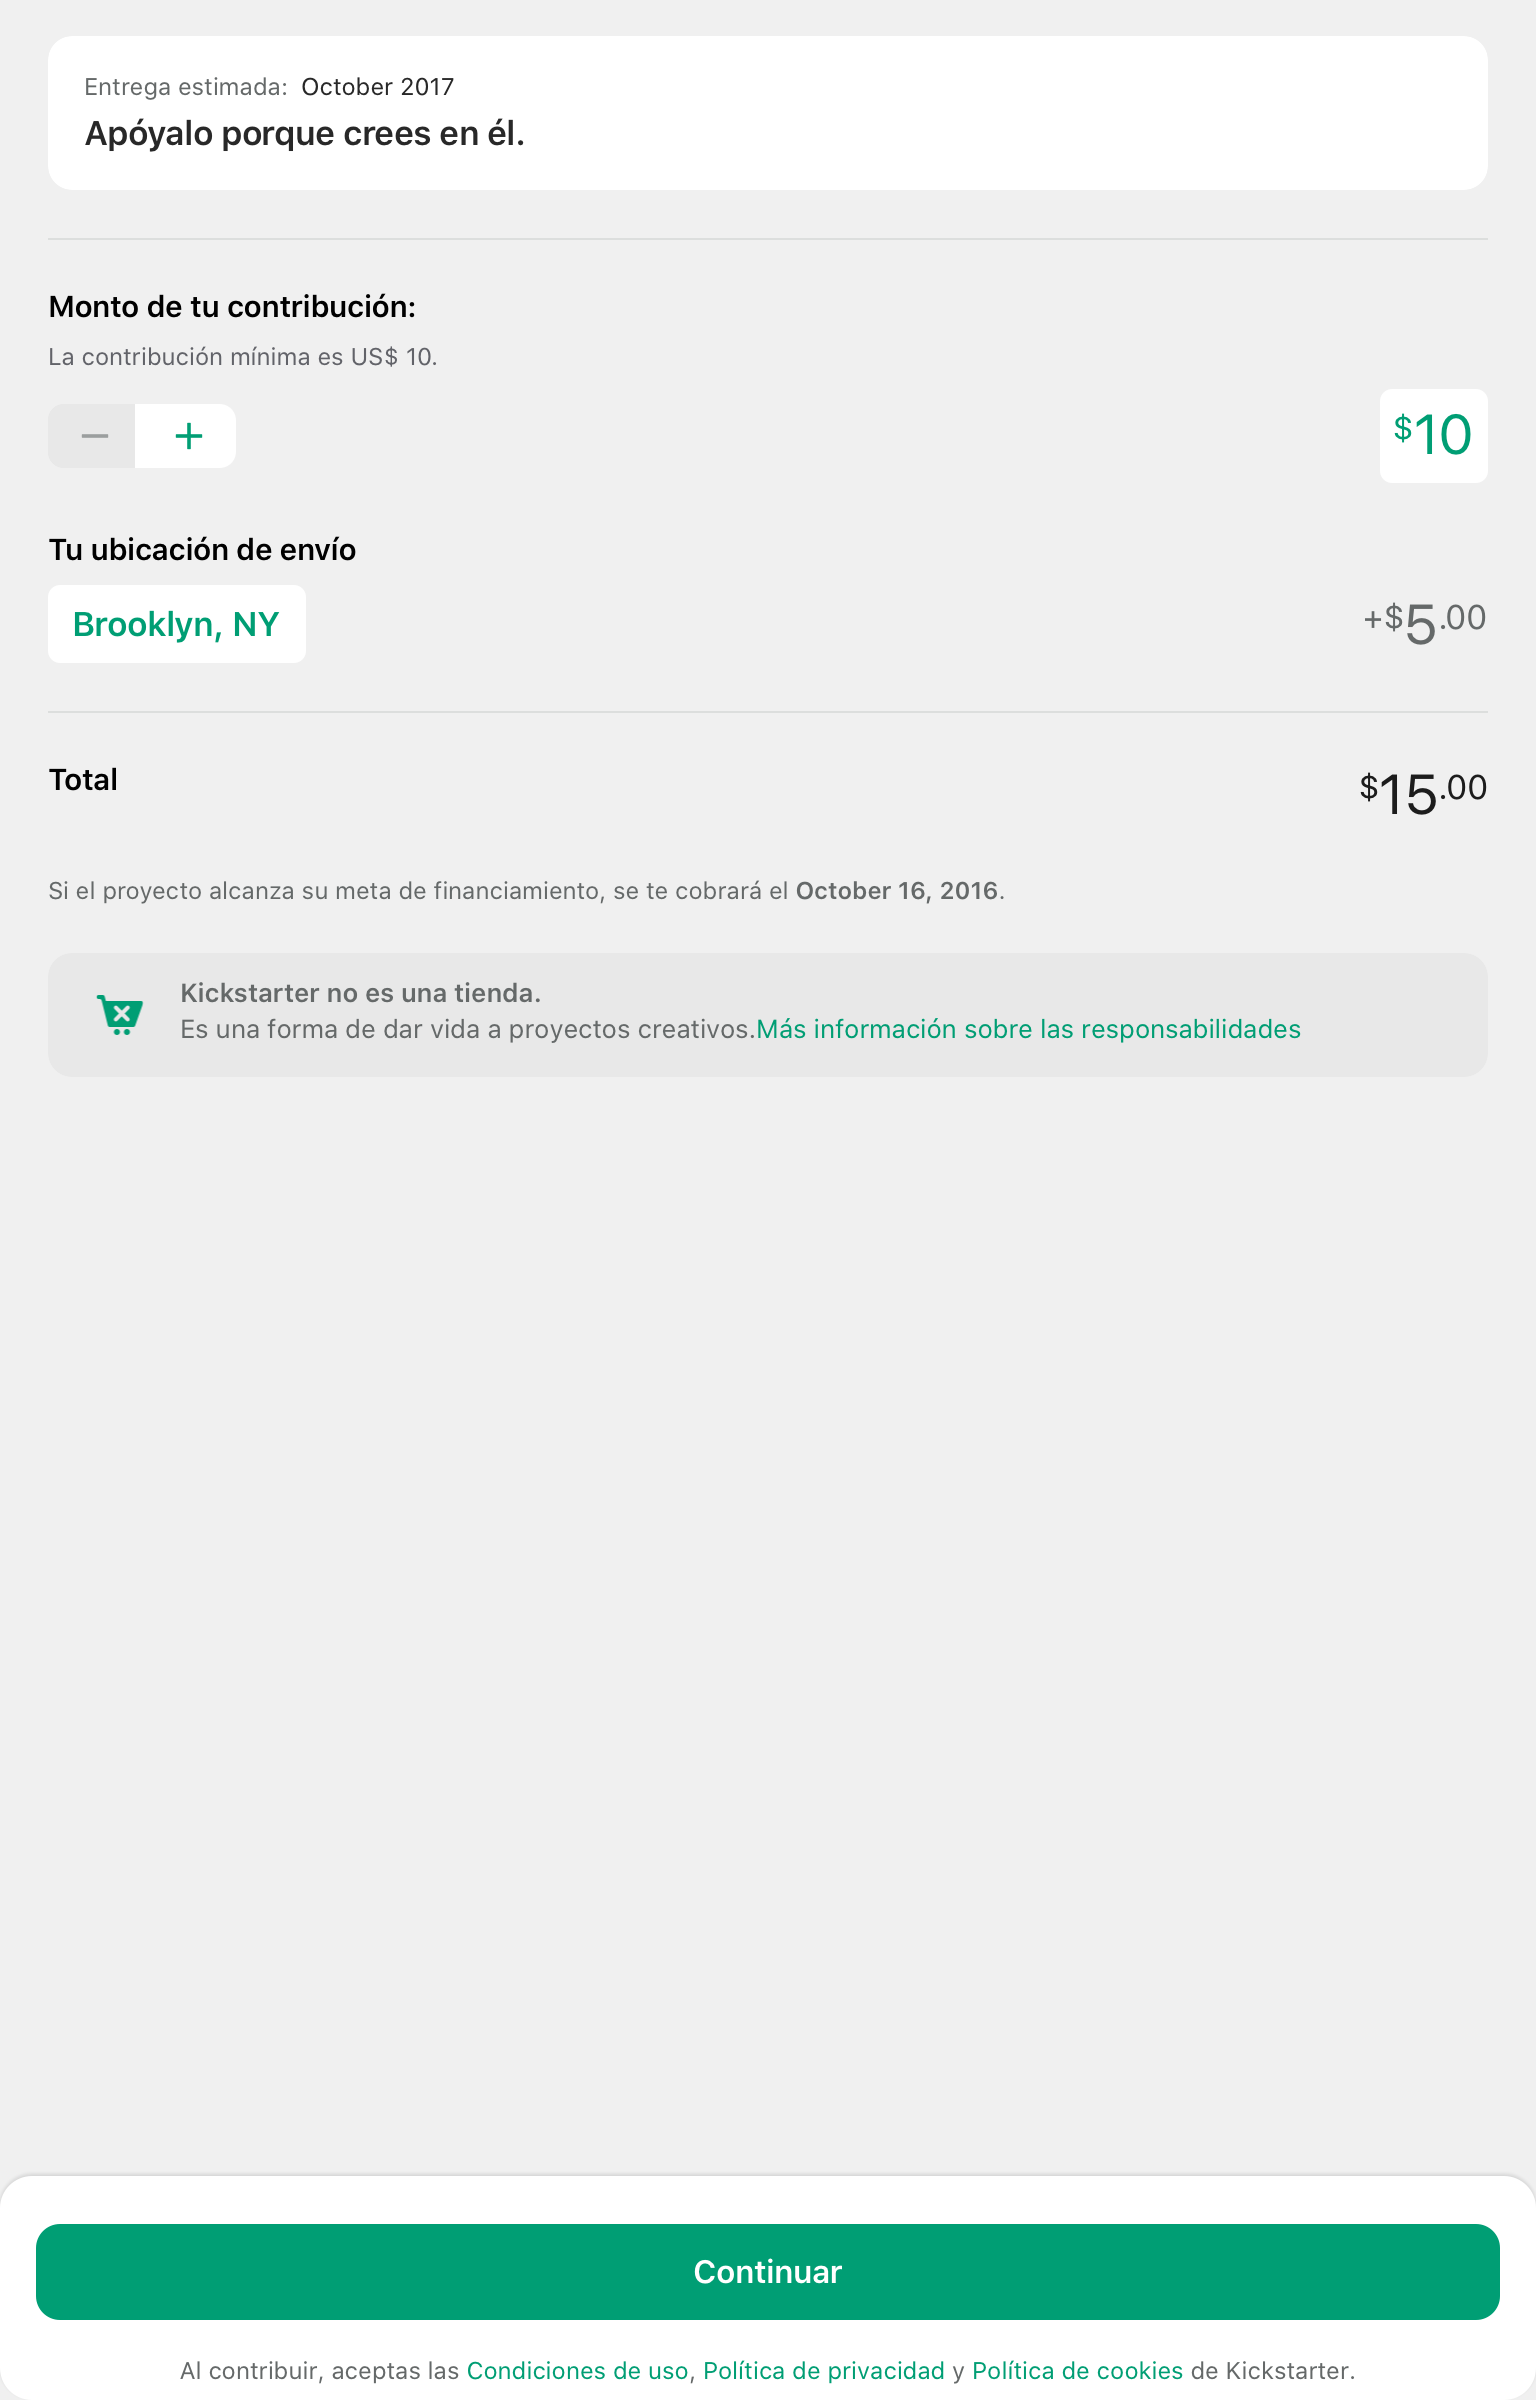 Entrega estimada: October 2017
Apóyalo porque crees en él.
Monto de tu contribución:
La contribución mínima es US$ 10.
— +
$10
Tu ubicación de envío
Brooklyn, NY
+$5.00
Total
$15.00
Si el proyecto alcanza su meta de financiamiento, se te cobrará el October 16, 2016.
Kickstarter no es una tienda.
Es una forma de dar vida a proyectos creativos.Más información sobre las responsabilidades
Continuar
Al contribuir, aceptas las Condiciones de uso, Política de privacidad y Política de cookies de Kickstarter.